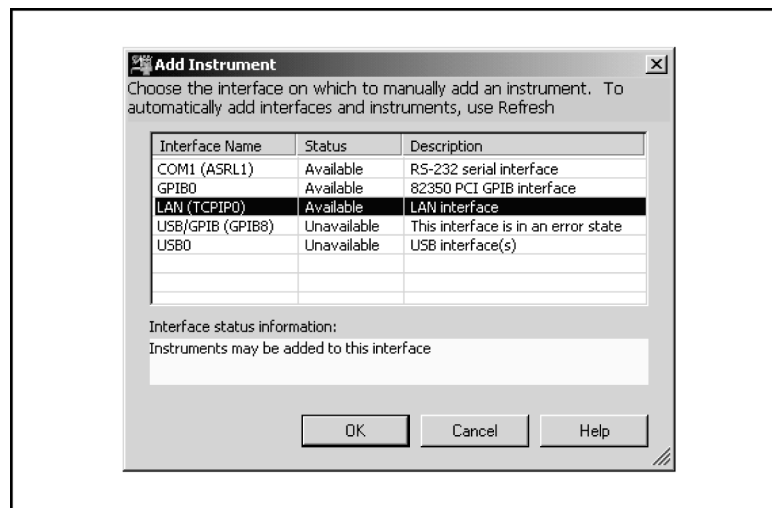 Add Instrument
Choose the interface on which to manually add an instrument. To
automatically add interfaces and instruments, use Refresh
Interface Name Status Description
COM1 (ASRL1) Available RS-232 serial interface
GPIB0 Available 82350 PCI GPIB interface
LAN (TCPIP0) Available LAN interface
USB/GPIB (GPIB8) Unavailable This interface is in an error state
USB0 Unavailable USB interface(s)
Interface status information:
Instruments may be added to this interface
OK Cancel Help